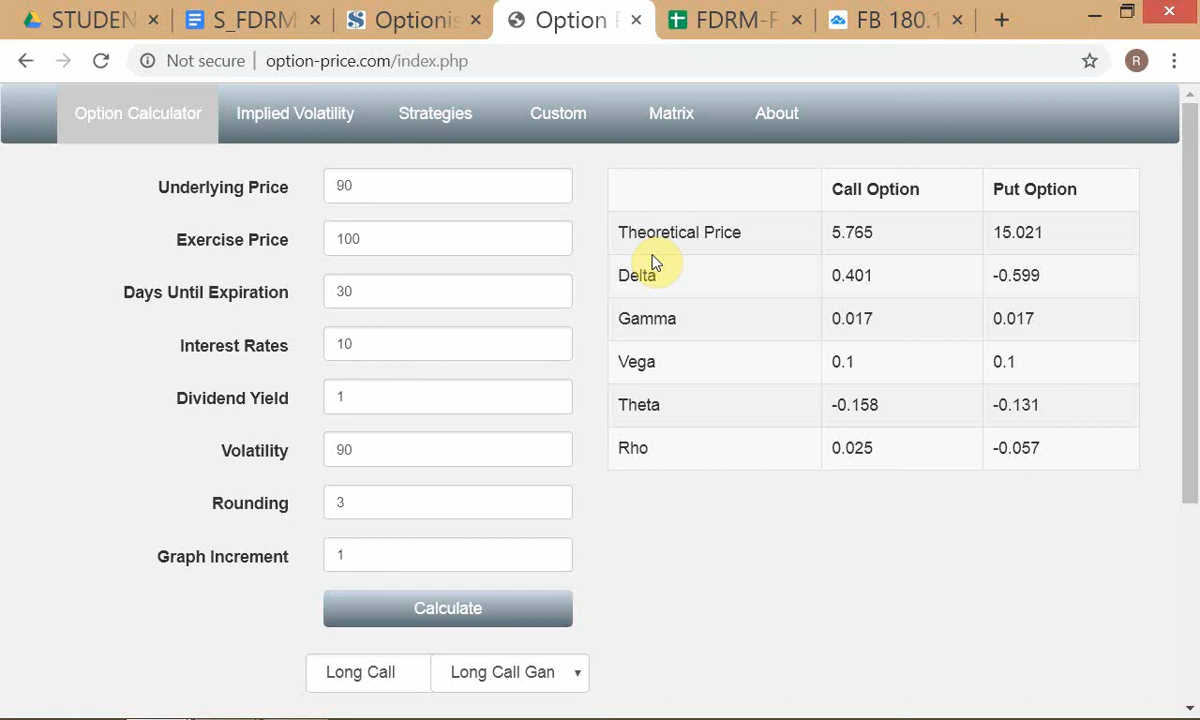 STUDEN
S_FDRM
Optionis
Option
FDRM-F
FB 180.1
Not secure | option-price.com/index.php
R
Option Calculator
Implied Volatility
Strategies
Custom
Matrix
About
Underlying Price 90
Exercise Price 100
Days Until Expiration 30
Interest Rates 10
Dividend Yield 1
Volatility 90
Rounding 3
Graph Increment 1
Calculate
Long Call
Long Call Gan
Call Option Put Option
Theoretical Price 5.765 15.021
Delta 0.401 -0.599
Gamma 0.017 0.017
Vega 0.1 0.1
Theta -0.158 -0.131
Rho 0.025 -0.057